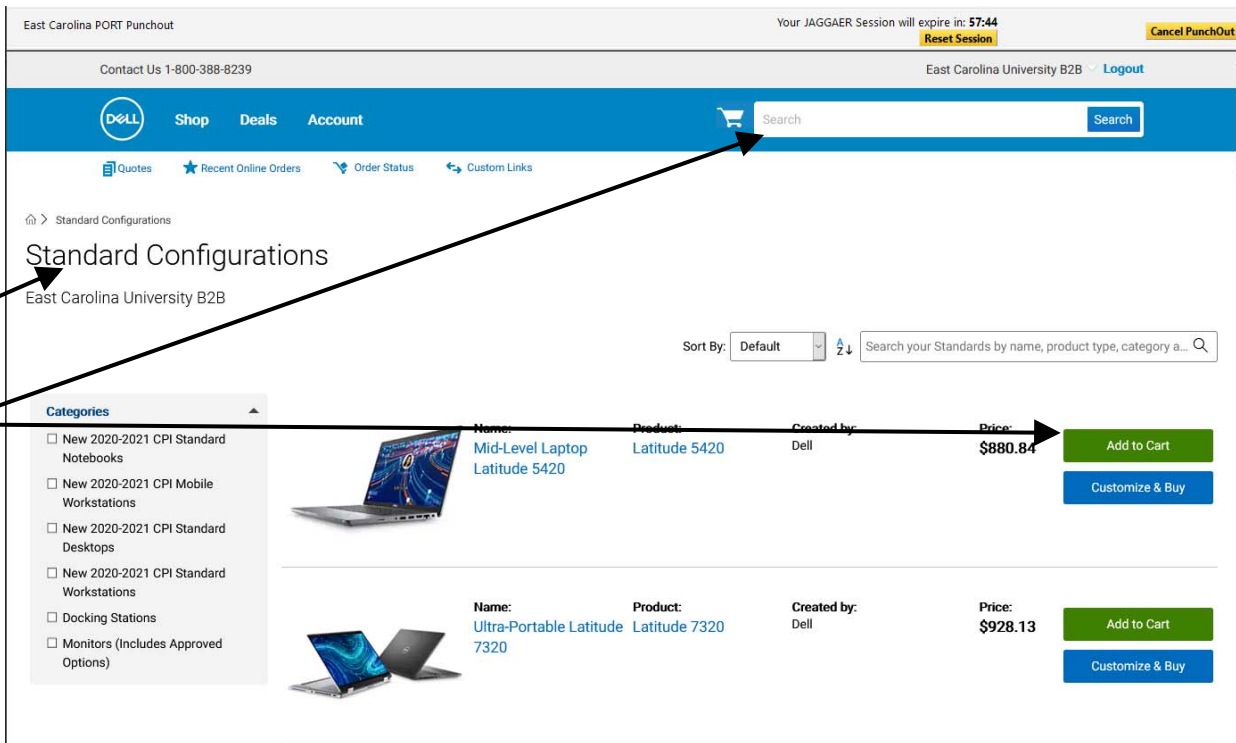 East Carolina PORT Punchout
Your JAGGAER Session will expire in: 57:44
Reset Session
Cancel PunchOut
Contact Us 1-800-388-8239
East Carolina University B2B
Logout
DELL
Shop
Deals
Account
Search
Search
Quotes
Recent Online Orders
Order Status
Custom Links
Standard Configurations
Standard Configurations
East Carolina University B2B
Sort By:
Default
A
Z
Search your Standards by name, product type, category a...
Categories
New 2020-2021 CPI Standard
Notebooks
New 2020-2021 CPI Mobile
Workstations
New 2020-2021 CPI Standard
Desktops
New 2020-2021 CPI Standard
Workstations
Docking Stations
Monitors (Includes Approved
Options)
Name:
Mid-Level Laptop
Latitude 5420
Product:
Latitude 5420
Created by:
Dell
Price:
$880.84
Add to Cart
Customize & Buy
Name:
Ultra-Portable Latitude
7320
Product:
Latitude 7320
Created by:
Dell
Price:
$928.13
Add to Cart
Customize & Buy